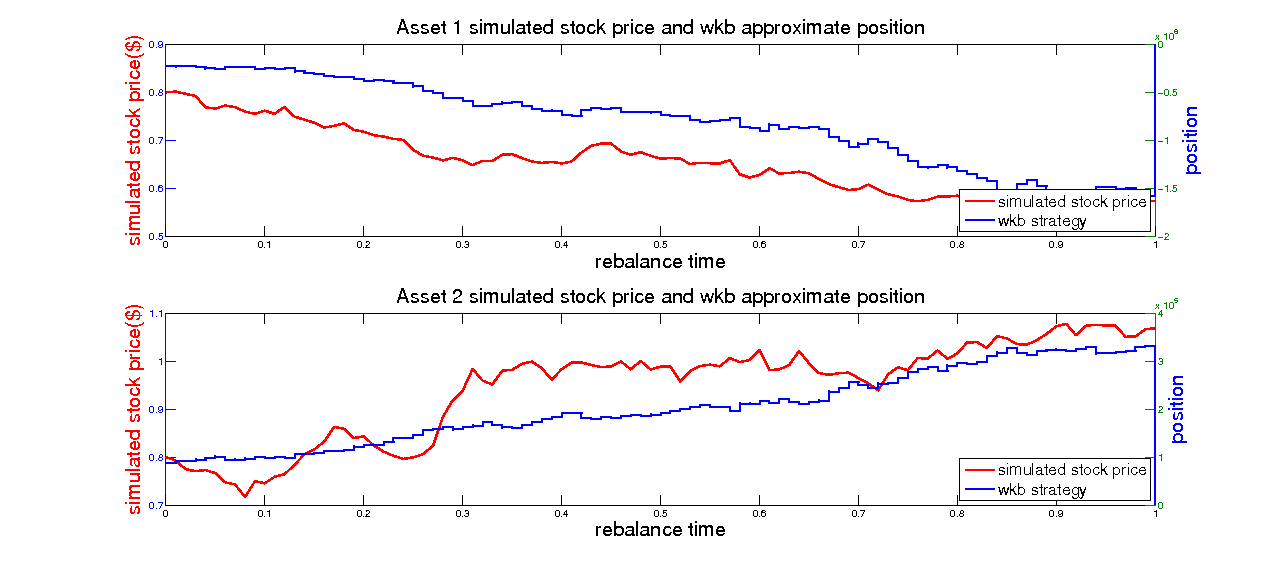 Asset 1 simulated stock price and wkb approximate position
x 10^6
simulated stock price($)
0.9
0.8
0.7
0.6
0.5
0
−0.5
−1
−1.5
−2
position
simulated stock price
wkb strategy
0 0.1 0.2 0.3 0.4 0.5 0.6 0.7 0.8 0.9 1
rebalance time
Asset 2 simulated stock price and wkb approximate position
simulated stock price($)
1.1
1
0.9
0.8
0.7
4
3
2
1
0
position
simulated stock price
wkb strategy
0 0.1 0.2 0.3 0.4 0.5 0.6 0.7 0.8 0.9 1
rebalance time